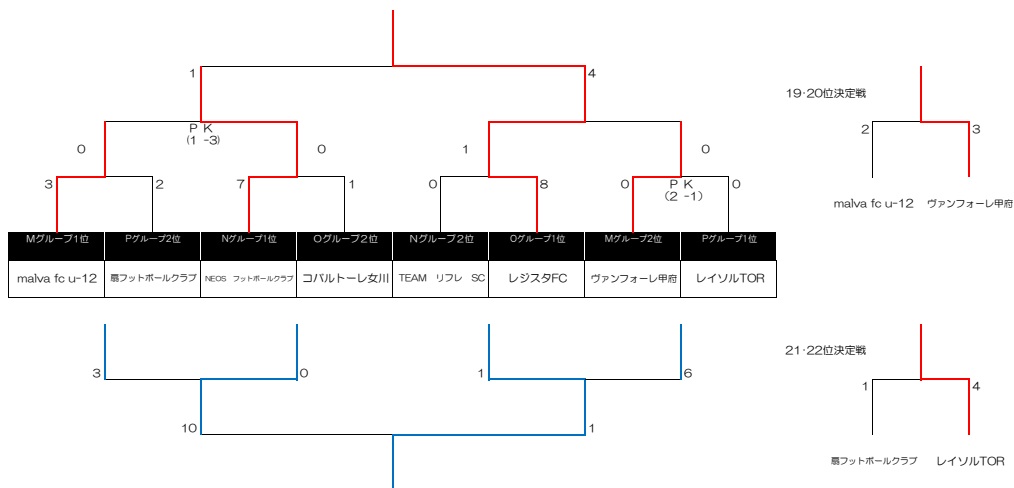 1 4
19・20位決定戦
P K
(1 -3)
2 3
0 0 1 0
3 2 7 1 0 8 0 P K 0
(2 -1)
malva fc u-12 ヴァンフォーレ甲府
Mグループ1位 Pグループ2位 Nグループ1位 Oグループ2位 Nグループ2位 Oグループ1位 Mグループ2位 Pグループ1位
malva fc u-12 扇フットボールクラブ NEOS フットボールクラブ コバルトーレ女川 TEAM リフレ SC レジスタFC ヴァンフォーレ甲府 レイソルTOR
21・22位決定戦
3 0 1 6
1 4
10 1
扇フットボールクラブ レイソルTOR